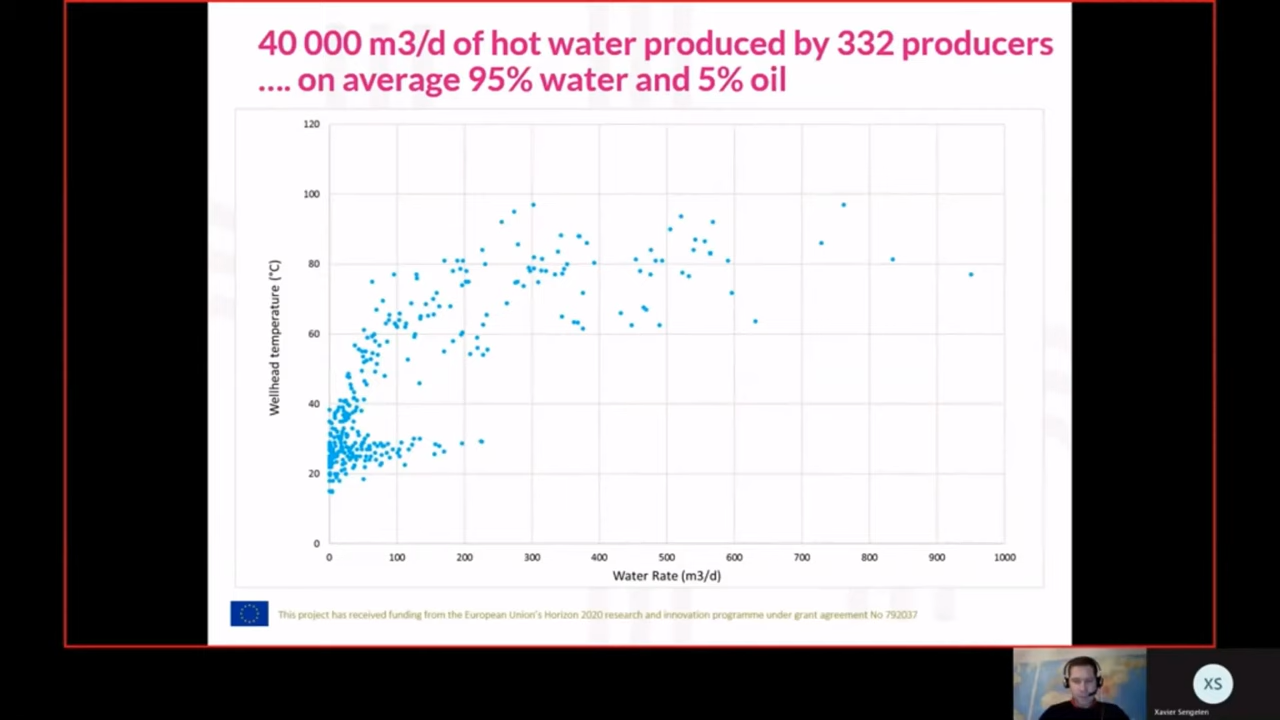 40 000 m3/d of hot water produced by 332 producers
.... on average 95% water and 5% oil
120
100
80
60
40
20
0
Wellhead temperature (°C)
0 100 200 300 400 500 600 700 800 900 1000
Water Rate (m3/d)
This project has received funding from the European Union's Horizon 2020 research and innovation programme under grant agreement No 792037
XS
Xavier Sengelen